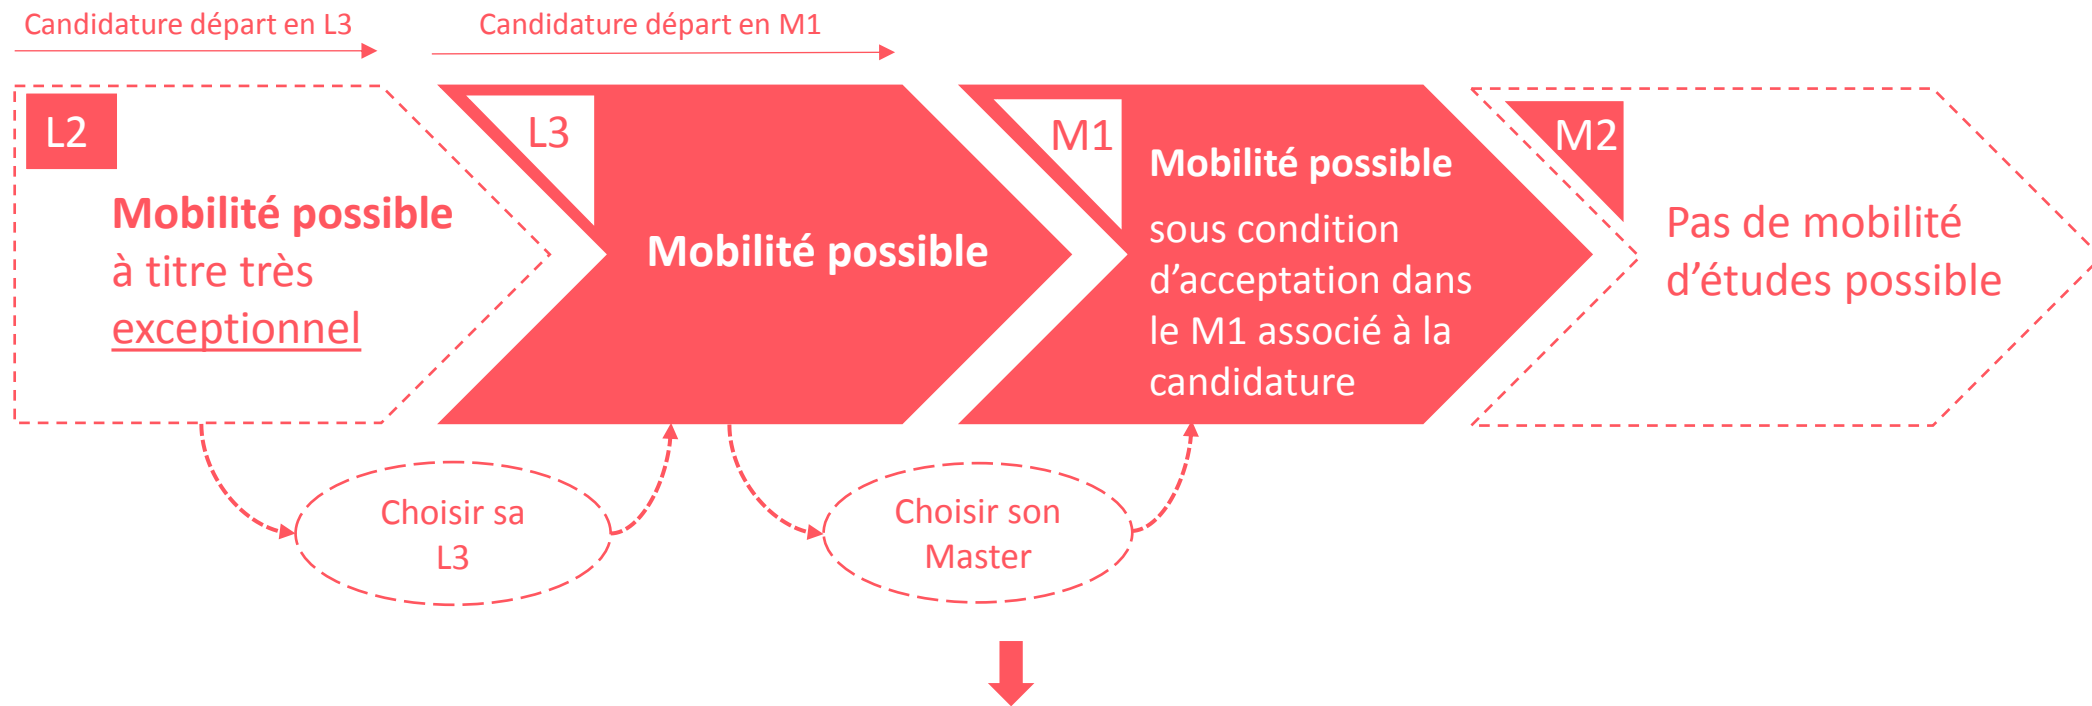 Candidature départ en L3
Candidature départ en M1
L2
Mobilité possible
à titre très
exceptionnel
L3
Mobilité possible
M1
Mobilité possible
sous condition
d’acceptation dans
le M1 associé à la
candidature
M2
Pas de mobilité
d’études possible
Choisir sa
L3
Choisir son
Master